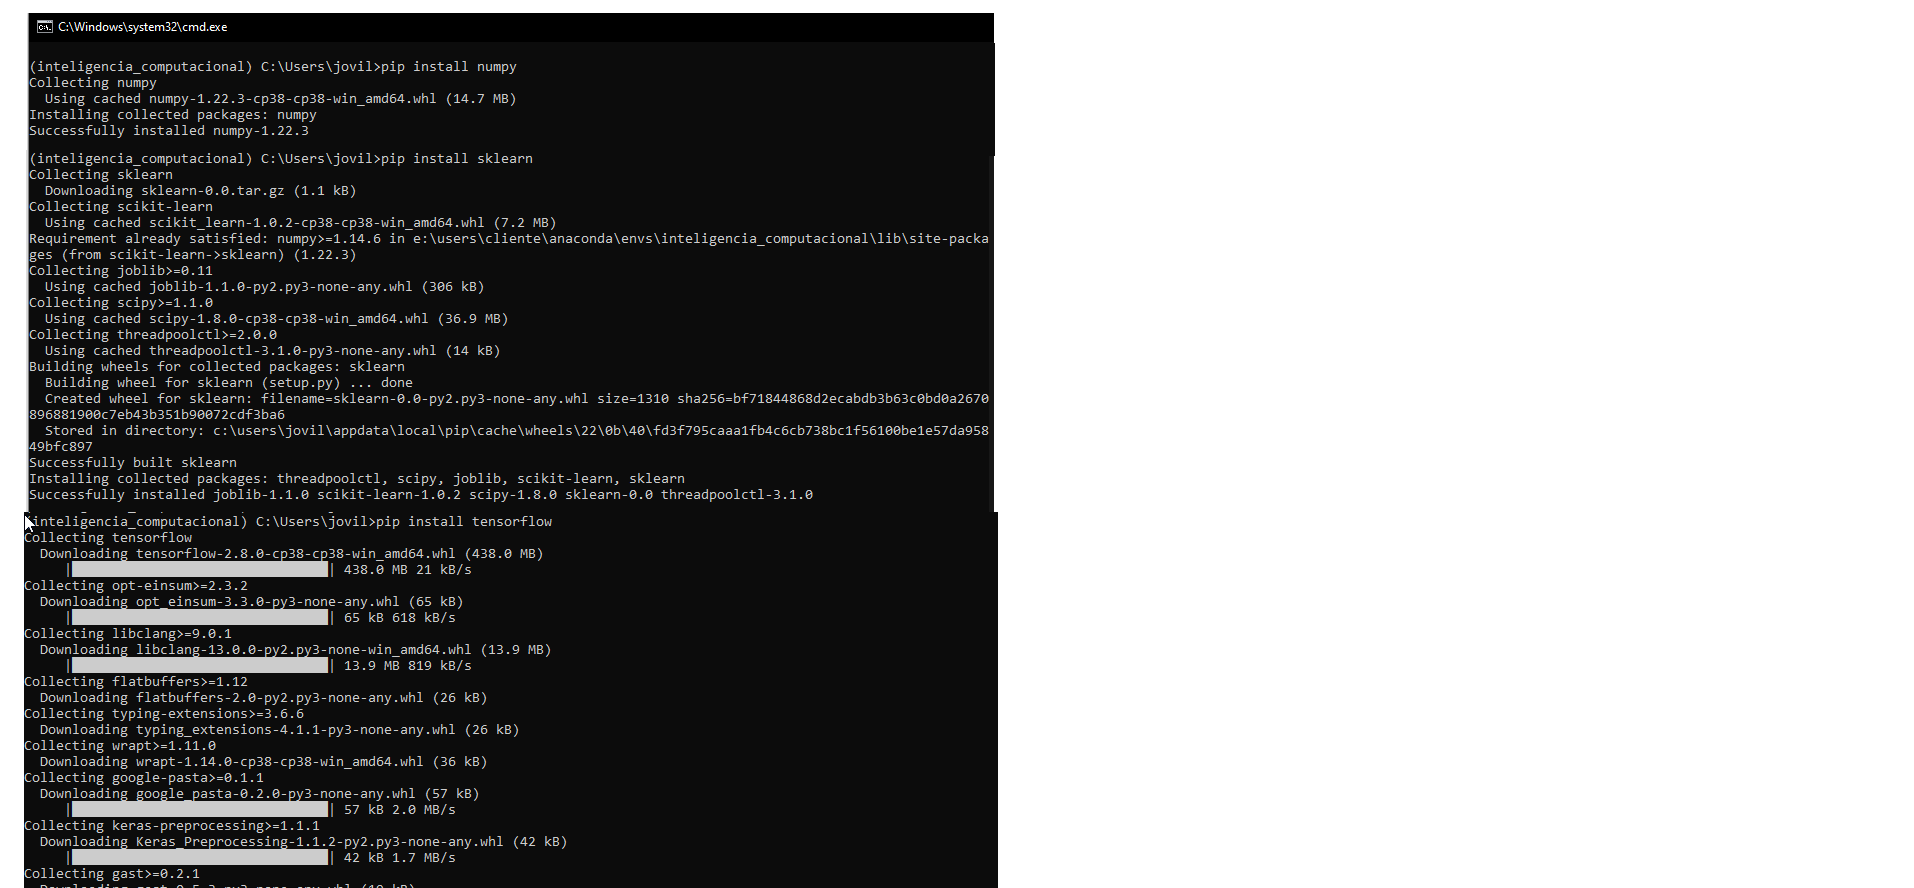 C:\Windows\system32\cmd.exe
(inteligencia_computacional) C:\Users\jovil>pip install numpy
Collecting numpy
  Using cached numpy-1.22.3-cp38-cp38-win_amd64.whl (14.7 MB)
Installing collected packages: numpy
Successfully installed numpy-1.22.3
(inteligencia_computacional) C:\Users\jovil>pip install sklearn
Collecting sklearn
  Downloading sklearn-0.0.tar.gz (1.1 kB)
Collecting scikit-learn
  Using cached scikit_learn-1.0.2-cp38-cp38-win_amd64.whl (7.2 MB)
Requirement already satisfied: numpy>=1.14.6 in e:\users\cliente\anaconda\envs\inteligencia_computacional\lib\site-packa
ges (from scikit-learn->sklearn) (1.22.3)
Collecting joblib>=0.11
  Using cached joblib-1.1.0-py2.py3-none-any.whl (306 kB)
Collecting scipy>=1.1.0
  Using cached scipy-1.8.0-cp38-cp38-win_amd64.whl (36.9 MB)
Collecting threadpoolctl>=2.0.0
  Using cached threadpoolctl-3.1.0-py3-none-any.whl (14 kB)
Building wheels for collected packages: sklearn
  Building wheel for sklearn (setup.py) ... done
  Created wheel for sklearn: filename=sklearn-0.0-py2.py3-none-any.whl size=1310 sha256=bf71844868d2ecabdb3b63c0bd0a2670
896881900c7eb43b351b90072cdf3ba6
  Stored in directory: c:\users\jovil\appdata\local\pip\cache\wheels\22\0b\40\fd3f795caaa1fb4c6cb738bc1f56100be1e57da958
49bfc897
Successfully built sklearn
Installing collected packages: threadpoolctl, scipy, joblib, scikit-learn, sklearn
Successfully installed joblib-1.1.0 scikit-learn-1.0.2 scipy-1.8.0 sklearn-0.0 threadpoolctl-3.1.0
(inteligencia_computacional) C:\Users\jovil>pip install tensorflow
Collecting tensorflow
  Downloading tensorflow-2.8.0-cp38-cp38-win_amd64.whl (438.0 MB)
| | 438.0 MB 21 kB/s
Collecting opt-einsum>=2.3.2
  Downloading opt_einsum-3.3.0-py3-none-any.whl (65 kB)
| | 65 kB 618 kB/s
Collecting libclang>=9.0.1
  Downloading libclang-13.0.0-py2.py3-none-win_amd64.whl (13.9 MB)
| | 13.9 MB 819 kB/s
Collecting flatbuffers>=1.12
  Downloading flatbuffers-2.0-py2.py3-none-any.whl (26 kB)
Collecting typing-extensions>=3.6.6
  Downloading typing_extensions-4.1.1-py3-none-any.whl (26 kB)
Collecting wrapt>=1.11.0
  Downloading wrapt-1.14.0-cp38-cp38-win_amd64.whl (36 kB)
Collecting google-pasta>=0.1.1
  Downloading google_pasta-0.2.0-py3-none-any.whl (57 kB)
| | 57 kB 2.0 MB/s
Collecting keras-preprocessing>=1.1.1
  Downloading Keras_Preprocessing-1.1.2-py2.py3-none-any.whl (42 kB)
| | 42 kB 1.7 MB/s
Collecting gast>=0.2.1